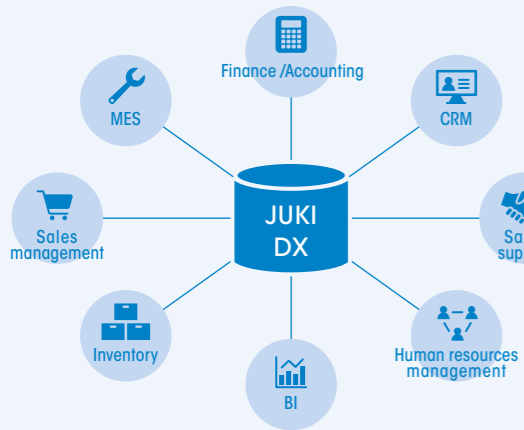 Finance /Accounting
MES
CRM
JUKI
DX
Sales
management
Inventory
Human resources
management
BI